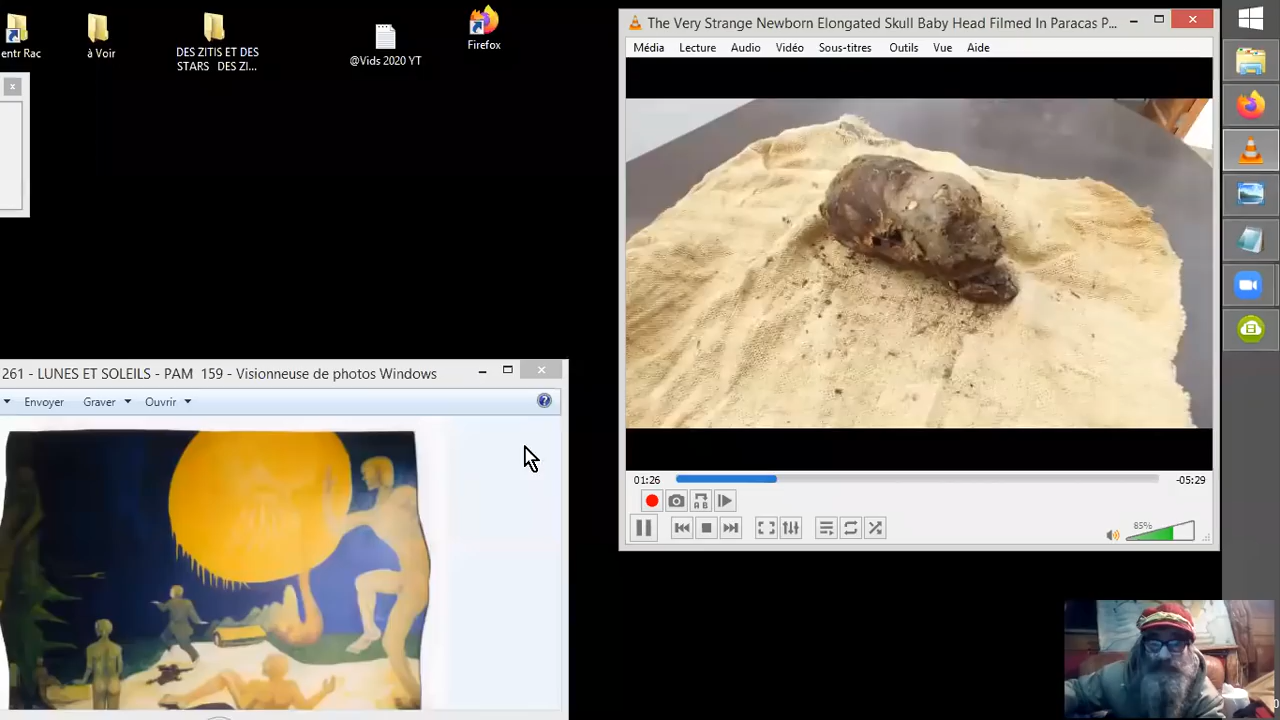 entr Rac
à Voir
DES ZITIS ET DES
STARS DES ZI...
@Vids 2020 YT
Firefox
The Very Strange Newborn Elongated Skull Baby Head Filmed In Paracas P...
Média Lecture Audio Vidéo Sous-titres Outils Vue Aide
261 - LUNES ET SOLEILS - PAM 159 - Visionneuse de photos Windows
Envoyer Graver Ouvrir
01:26
-05:29
85%